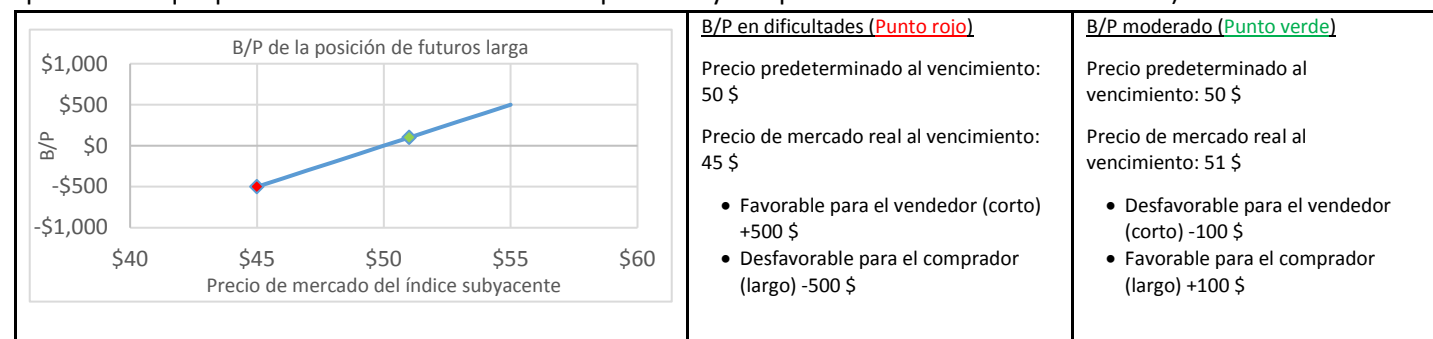 B/P de la posición de futuros larga
$1,000
$500
$0
-$500
-$1,000
B/P
$40 $45 $50 $55 $60
Precio de mercado del índice subyacente
B/P en dificultades (Punto rojo)
Precio predeterminado al vencimiento:
50 $
Precio de mercado real al vencimiento:
45 $
• Favorable para el vendedor (corto)
+500 $
• Desfavorable para el comprador
(largo) -500 $
B/P moderado (Punto verde)
Precio predeterminado al
vencimiento: 50 $
Precio de mercado real al
vencimiento: 51 $
• Desfavorable para el vendedor
(corto) -100 $
• Favorable para el comprador
(largo) +100 $